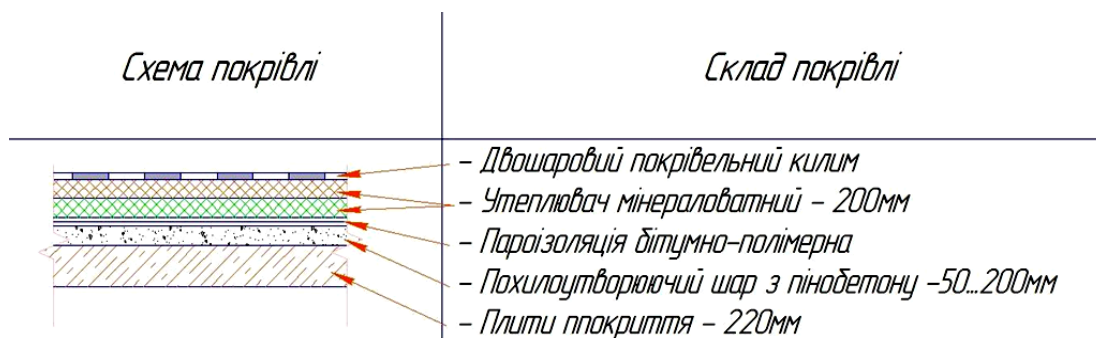 Схема покрівлі
Склад покрівлі
- Двошаровий покрівельний килим
- Утеплювач мінераловатний - 200мм
- Пароізоляція бітумно-полімерна
- Похилоутворюючий шар з пінобетону -50...200мм
- Плити ппокриття - 220мм